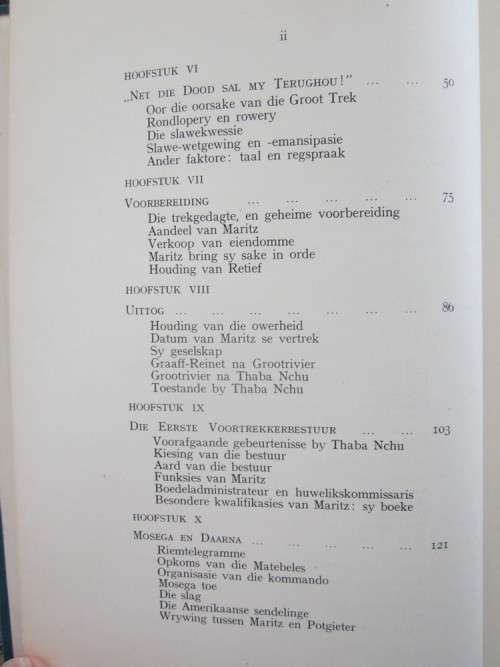 ii
HOOFSTUK VI
„NET DIE DOOD SAL MY TERUGHOU!” ... ... 50
Oor die oorsake van die Groot Trek
Rondlopery en rowery
Die slawekwessie
Slawe-wetgewing en -emansipasie
Ander faktore: taal en regspraak
HOOFSTUK VII
VOORBEREIDING ... ... ... ... ... 75
Die trekgedagte, en geheime voorbereiding
Aandeel van Maritz
Verkoop van eiendomme
Maritz bring sy sake in orde
Houding van Retief
HOOFSTUK VIII
UITTOG ... ... ... ... ... ... ... 86
Houding van die owerheid
Datum van Maritz se vertrek
Sy geselskap
Graaff-Reinet na Grootrivier
Grootrivier na Thaba Nchu
Toestande by Thaba Nchu
HOOFSTUK IX
DIE EERSTE VOORTREKKERBESTUUR ... ... 103
Voorafgaande gebeurtenisse by Thaba Nchu
Kiesing van die bestuur
Aard van die bestuur
Funksies van Maritz
Boedeladministrateur en huwelikskommissaris
Besondere kwalifikasies van Maritz: sy boeke
HOOFSTUK X
MOSEGA EN DAARNA ... ... ... ... ... 121
Riemtelegramme
Opkoms van die Matebeles
Organisasie van die kommando
Mosega toe
Die slag
Die Amerikaanse sendelinge
Wrywing tussen Maritz en Potgieter